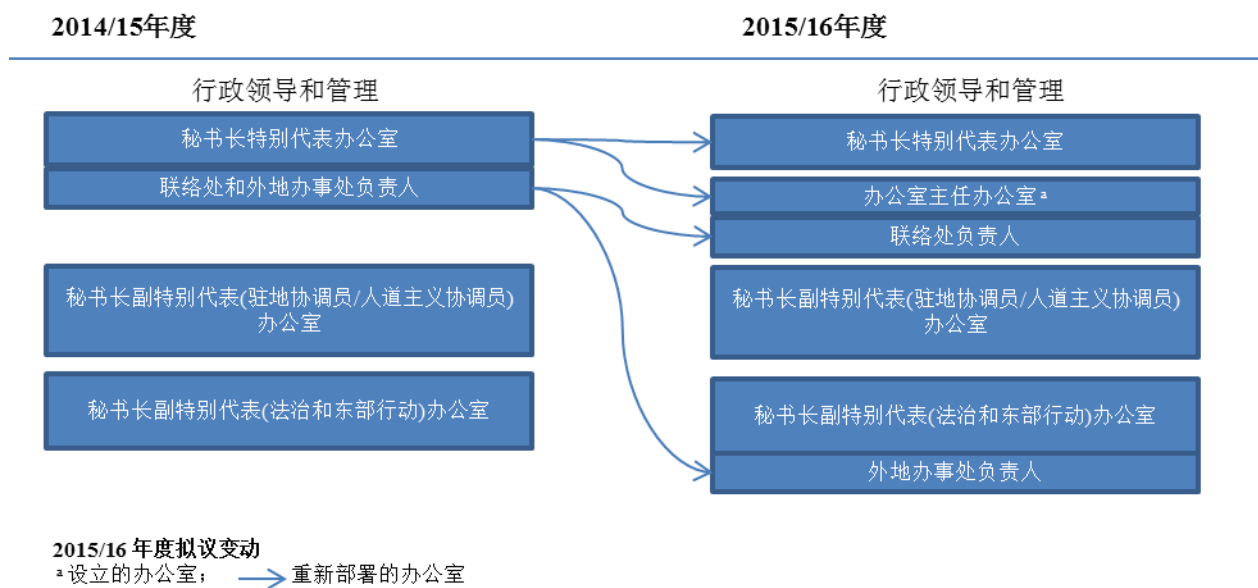 2014/15年度
行政领导和管理
秘书长特别代表办公室
联络处和外地办事处负责人
秘书长副特别代表(驻地协调员/人道主义协调员)
办公室
秘书长副特别代表(法治和东部行动)办公室
2015/16年度
行政领导和管理
秘书长特别代表办公室
办公室主任办公室ᵃ
联络处负责人
秘书长副特别代表(驻地协调员/人道主义协调员)
办公室
秘书长副特别代表(法治和东部行动)办公室
外地办事处负责人
2015/16 年度拟议变动
ᵃ 设立的办公室； 重新部署的办公室